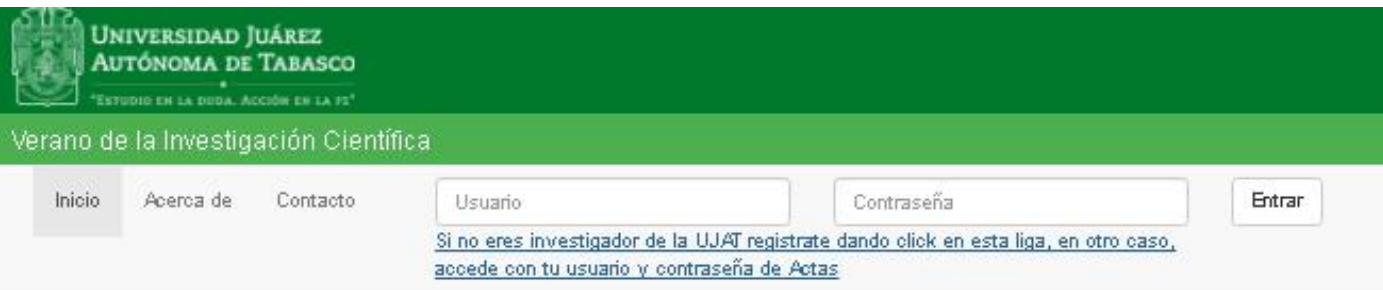 UNIVERSIDAD JUÁREZ
AUTÓNOMA DE TABASCO
"ESTUDIO EN LA DUDA. ACCIÓN EN LA FE"
Verano de la Investigación Científica
Inicio Acerca de Contacto Usuario Contraseña Entrar
Si no eres investigador de la UJAT registrate dando click en esta liga, en otro caso,
accede con tu usuario y contraseña de Actas